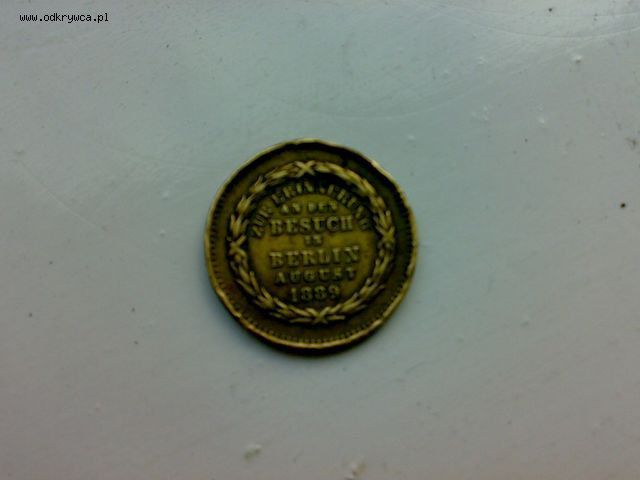 www.odkrywca.pl
ZUR ERINNERUNG
AN DEN
BESUCH
IN
BERLIN
AUGUST
1889